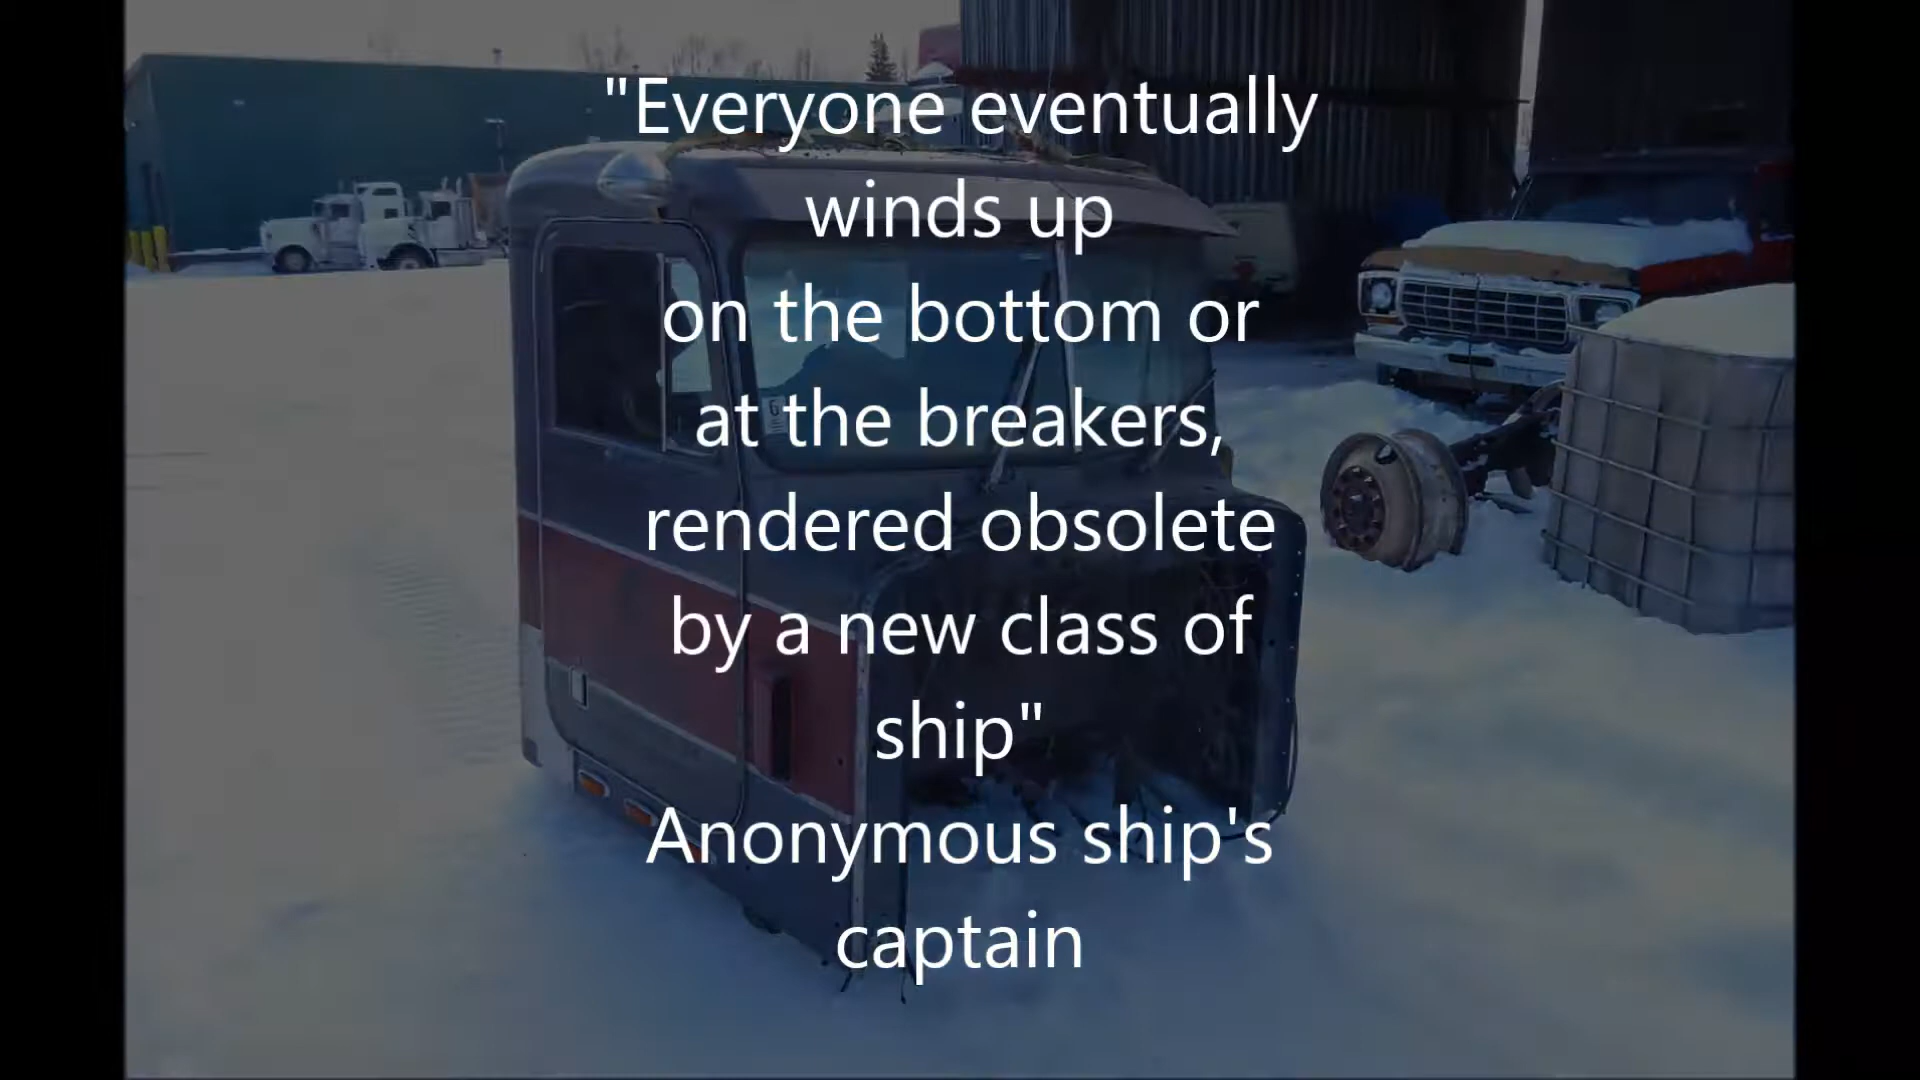 "Everyone eventually
winds up
on the bottom or
at the breakers,
rendered obsolete
by a new class of
ship"
Anonymous ship's
captain